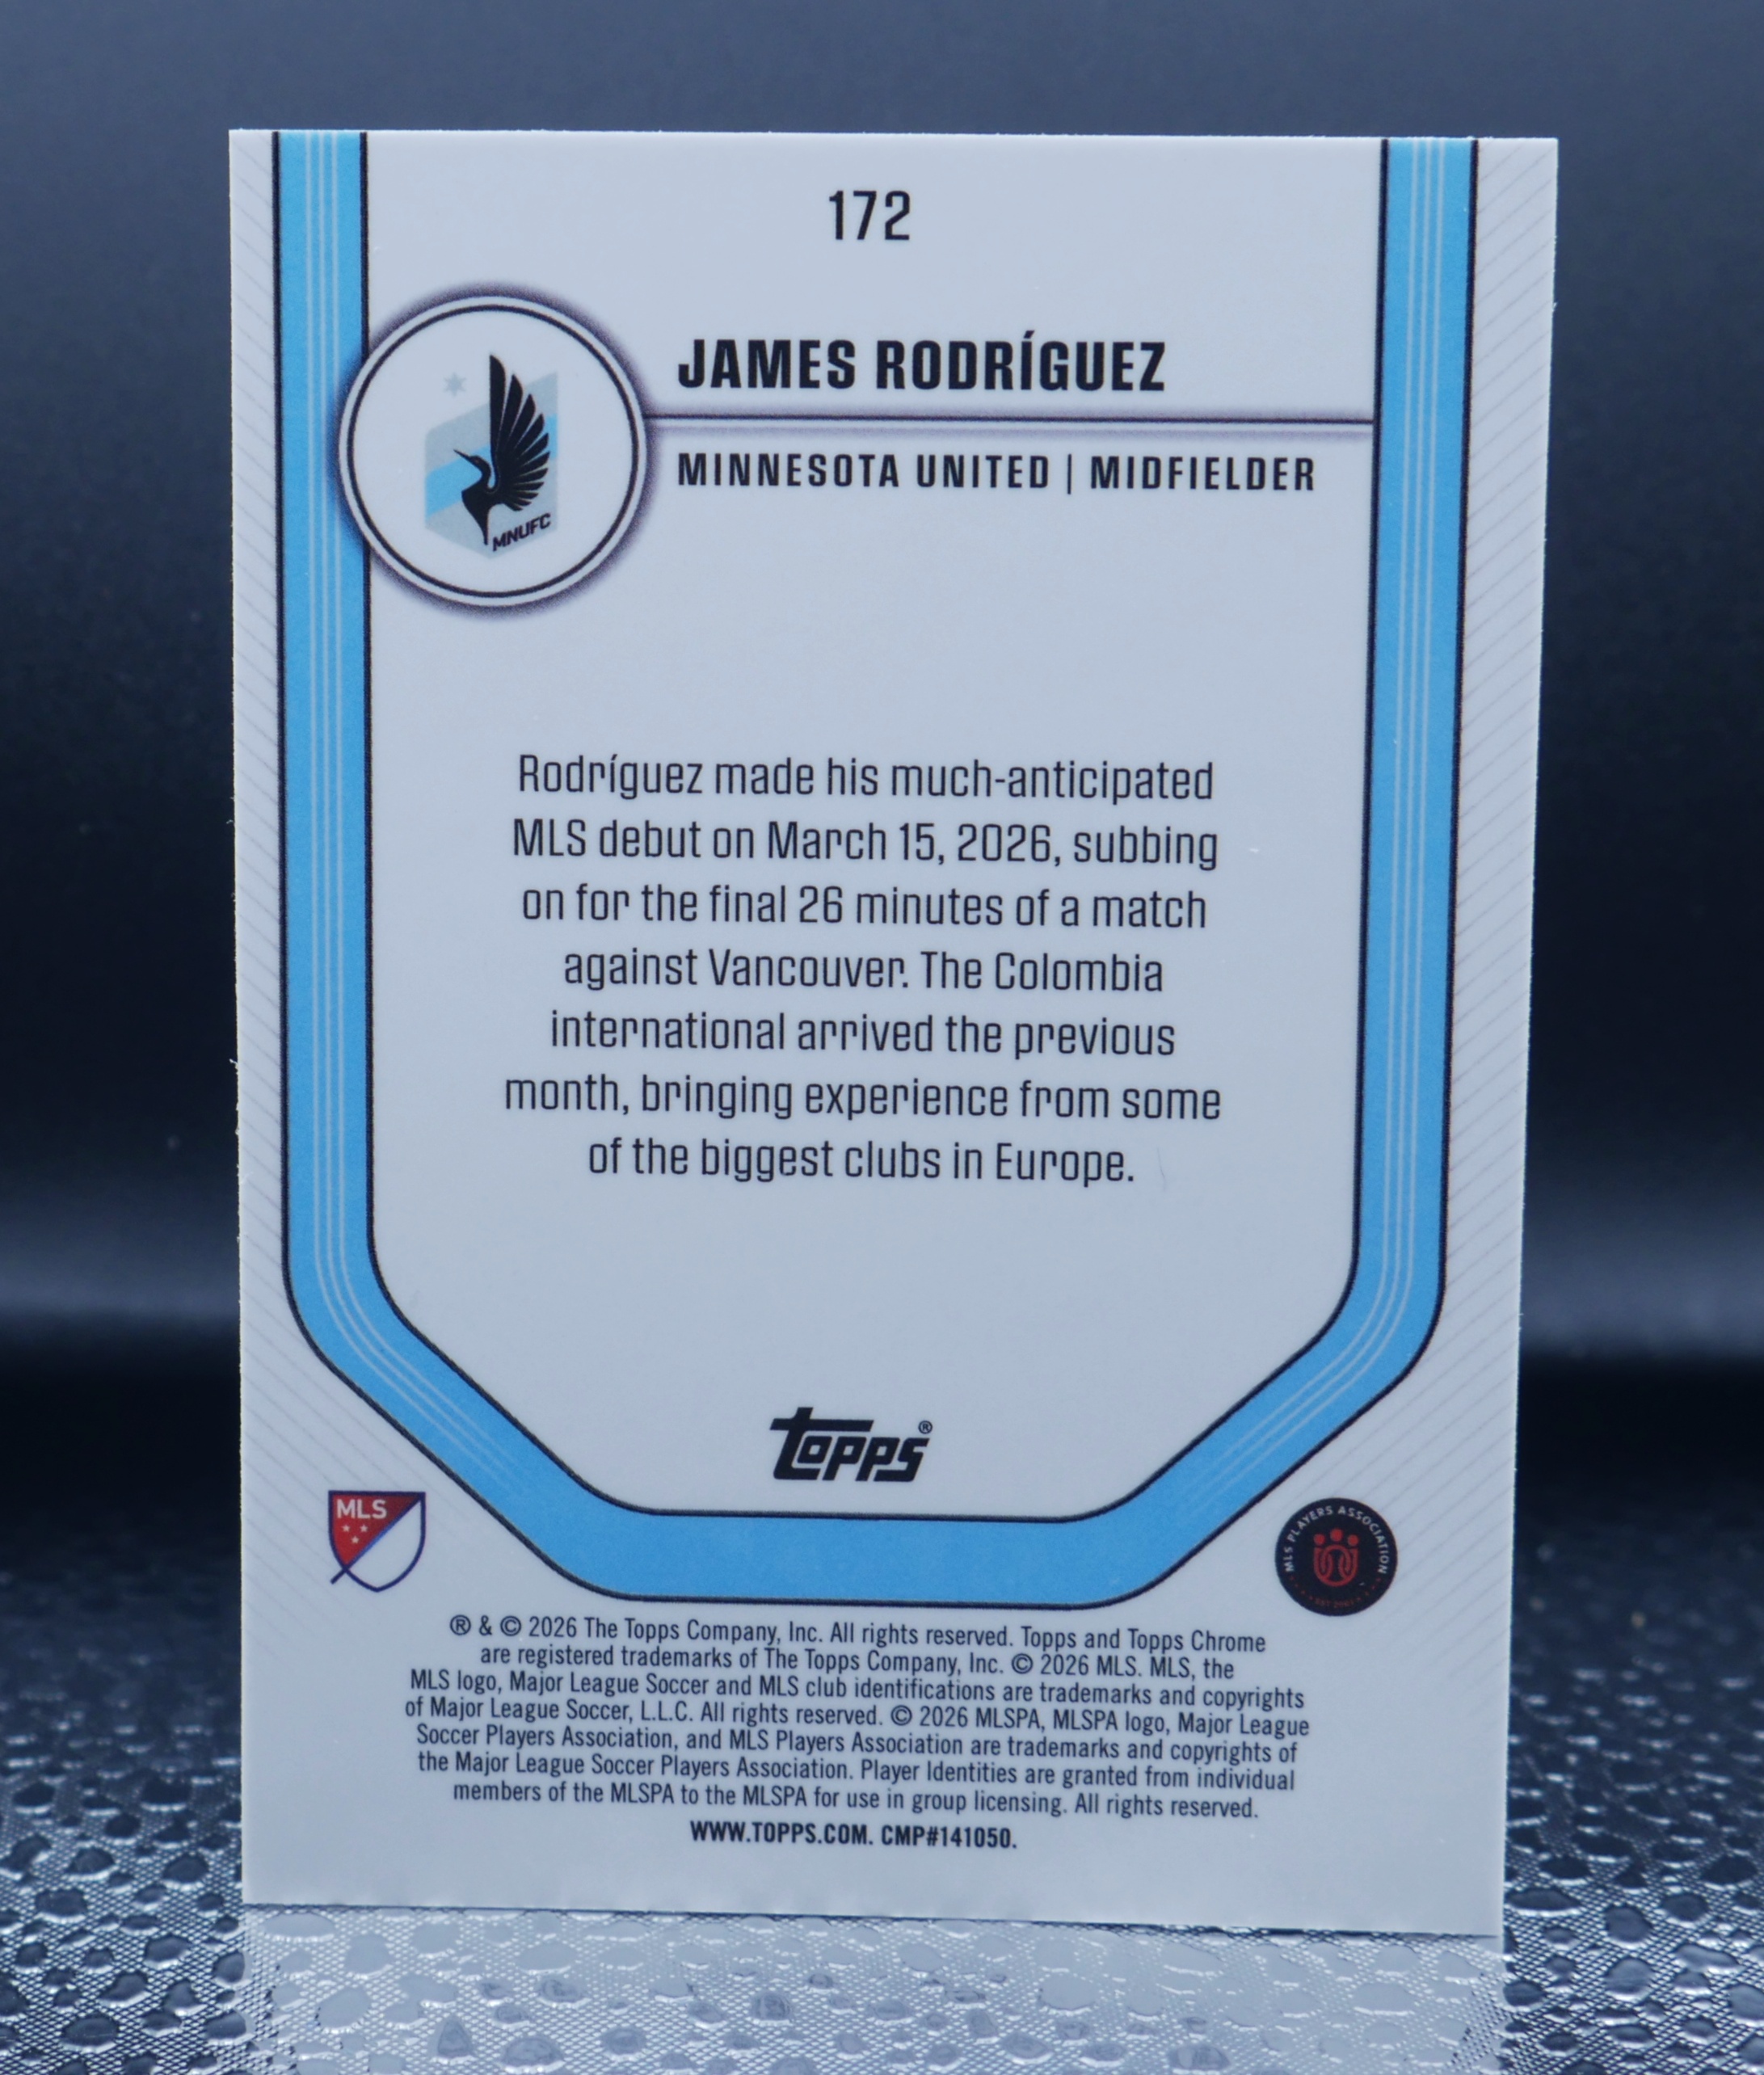 172
JAMES RODRÍGUEZ
MINNESOTA UNITED | MIDFIELDER
MNUFC
Rodríguez made his much-anticipated
MLS debut on March 15, 2026, subbing
on for the final 26 minutes of a match
against Vancouver. The Colombia
international arrived the previous
month, bringing experience from some
of the biggest clubs in Europe.
topps®
MLS
MLS PLAYERS ASSOCIATION
® & © 2026 The Topps Company, Inc. All rights reserved. Topps and Topps Chrome
are registered trademarks of The Topps Company, Inc. © 2026 MLS. MLS, the
MLS logo, Major League Soccer and MLS club identifications are trademarks and copyrights
of Major League Soccer, L.L.C. All rights reserved. © 2026 MLSPA, MLSPA logo, Major League
Soccer Players Association, and MLS Players Association are trademarks and copyrights of
the Major League Soccer Players Association. Player Identities are granted from individual
members of the MLSPA to the MLSPA for use in group licensing. All rights reserved.
WWW.TOPPS.COM. CMP#141050.